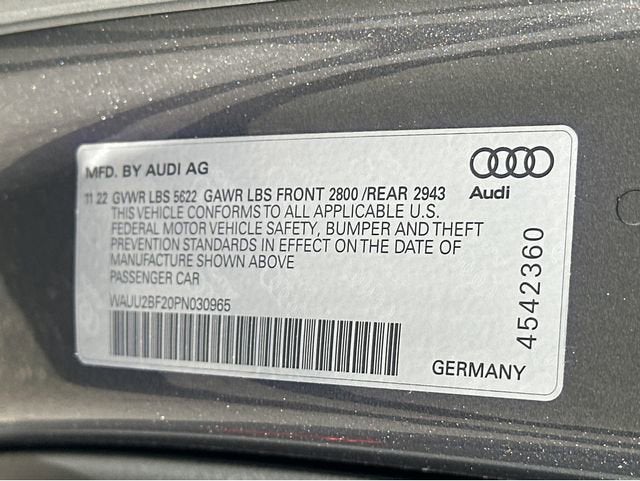 MFD. BY AUDI AG
Audi
11.22 GVWR LBS 5622 GAWR LBS FRONT 2800 /REAR 2943
THIS VEHICLE CONFORMS TO ALL APPLICABLE U.S.
FEDERAL MOTOR VEHICLE SAFETY, BUMPER AND THEFT
PREVENTION STANDARDS IN EFFECT ON THE DATE OF
MANUFACTURE SHOWN ABOVE
PASSENGER CAR
WAUU2BF20PN030965
4542360
GERMANY